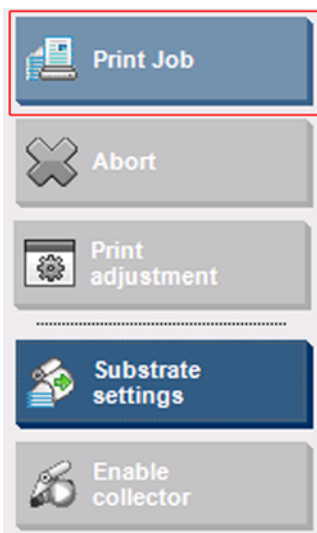 Print Job
Abort
Print
adjustment
Substrate
settings
Enable
collector